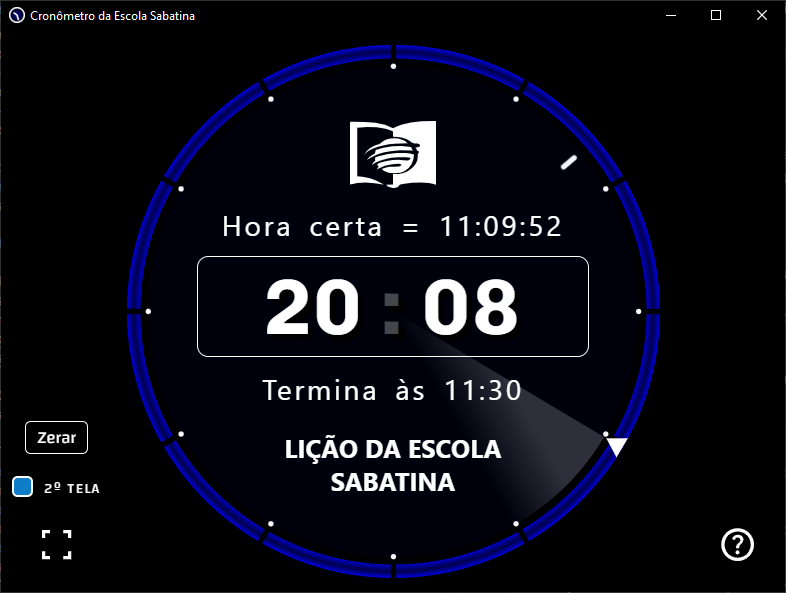 Cronômetro da Escola Sabatina
Hora certa = 11:09:52
20:08
Termina às 11:30
LIÇÃO DA ESCOLA
SABATINA
Zerar
2º TELA
?